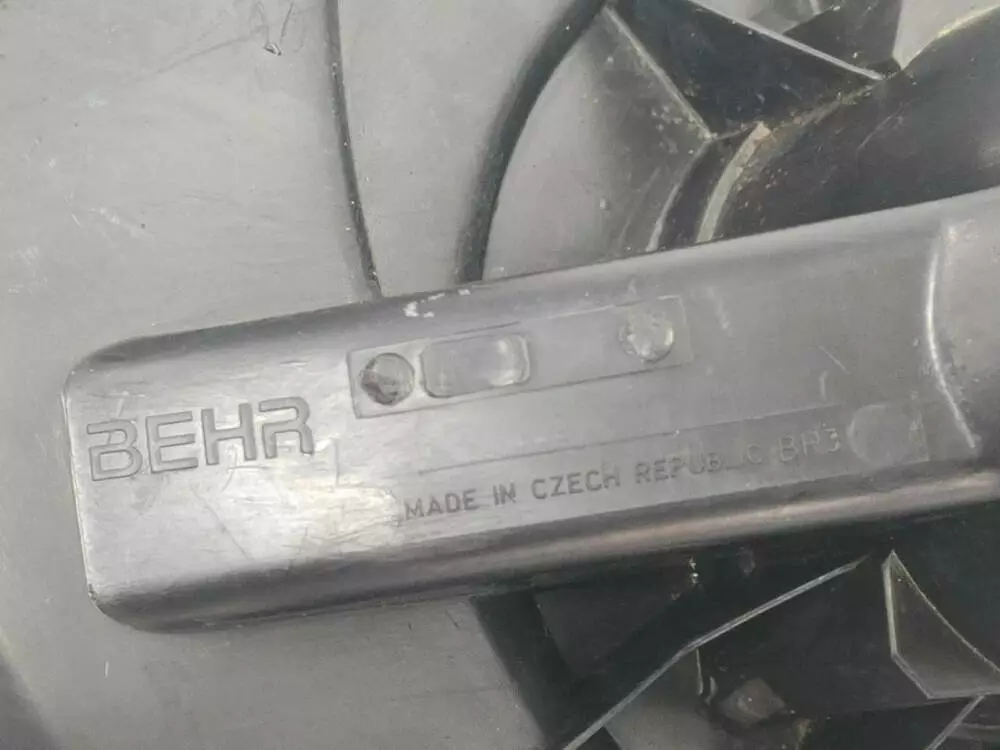 BEHR
MADE IN CZECH REPUBLIC BP3